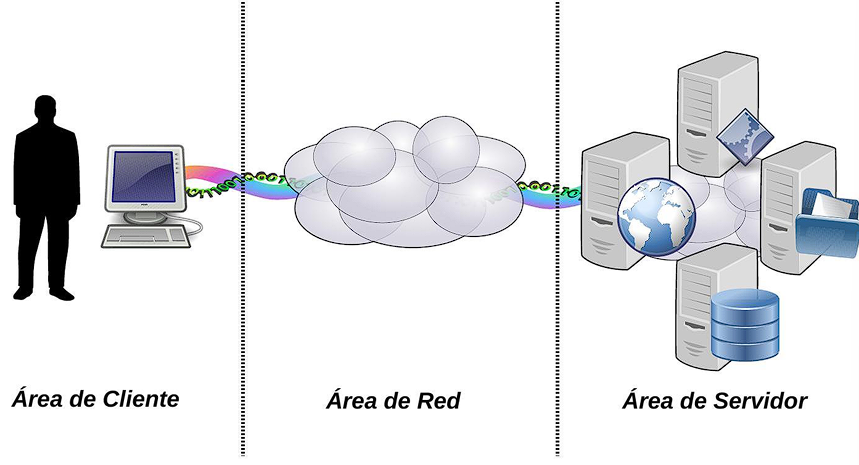 Área de Cliente
Área de Red
Área de Servidor